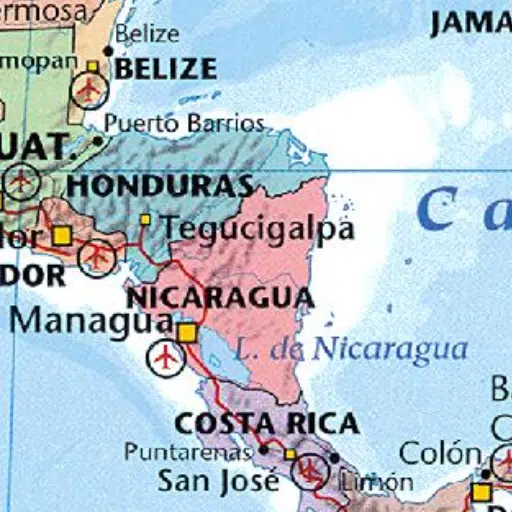 ermosa
Belize
JAMA
mopan
BELIZE
Puerto Barrios
UAT.
HONDURAS
C a
lor
Tegucigalpa
DOR
NICARAGUA
Managua
L. de Nicaragua
B
COSTA RICA
C
Puntarenas
Colón
San José
Limón